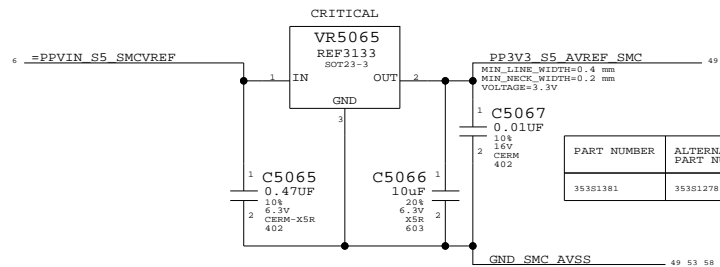 CRITICAL
VR5065
REF3133
SOT23-3
6 =PPVIN_S5_SMCVREF
PP3V3_S5_AVREF_SMC 49
MIN_LINE_WIDTH=0.4 mm
MIN_NECK_WIDTH=0.2 mm
VOLTAGE=3.3V
1 IN OUT 2
GND
3
1 C5067
0.01UF
10%
16V
2 CERM
402
PART NUMBER
353S1381
353S1278
1 C5065
0.47UF
10%
2 6.3V
CERM-X5R
402
C5066 1
10uF
20%
6.3V 2
X5R
603
GND_SMC_AVSS 49 53 58